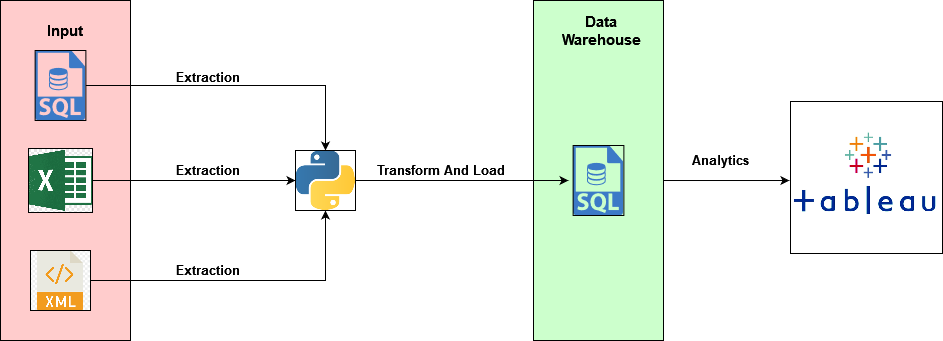 Input
Data
Warehouse
SQL
Extraction
X
Extraction
Transform And Load
SQL
Analytics
+ableau
</>
XML
Extraction